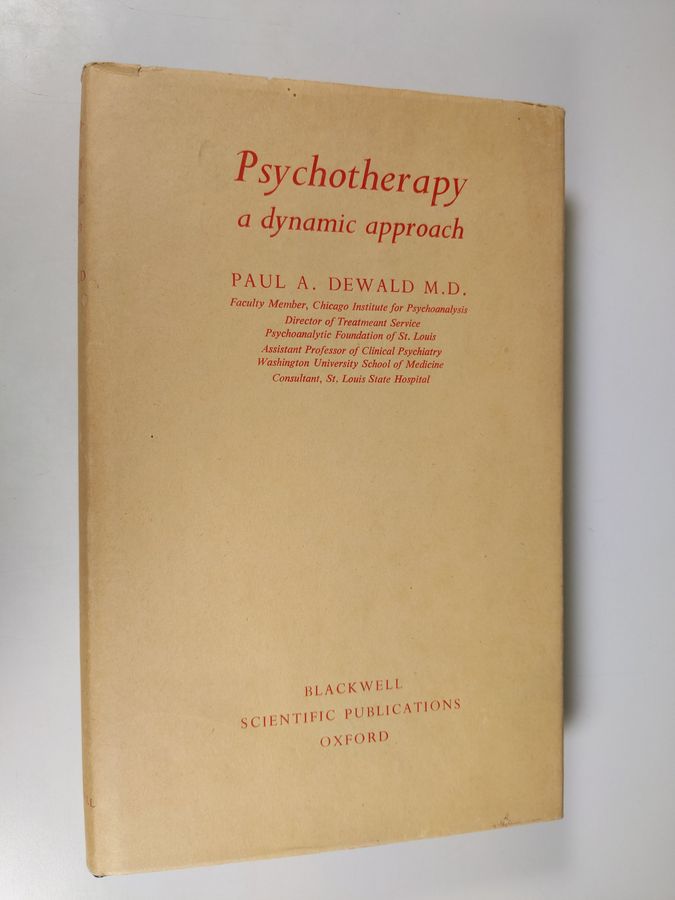 Psychotherapy
a dynamic approach
PAUL A. DEWALD M.D.
Faculty Member, Chicago Institute for Psychoanalysis
Director of Treatmeant Service
Psychoanalytic Foundation of St. Louis
Assistant Professor of Clinical Psychiatry
Washington University School of Medicine
Consultant, St. Louis State Hospital
BLACKWELL
SCIENTIFIC PUBLICATIONS
OXFORD